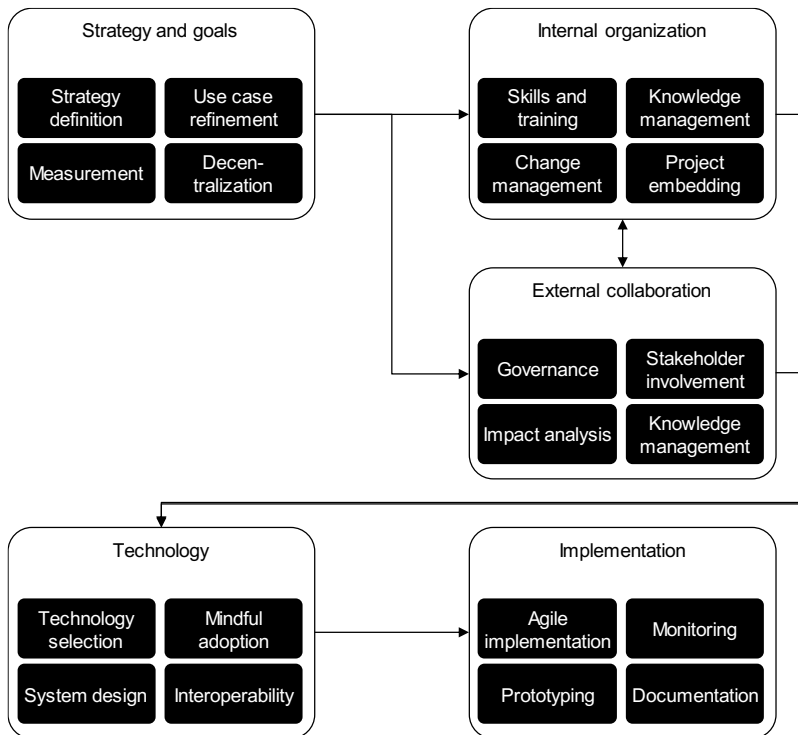 Strategy and goals
Strategy
definition
Use case
refinement
Measurement
Decen-
tralization
Internal organization
Skills and
training
Knowledge
management
Change
management
Project
embedding
External collaboration
Governance
Stakeholder
involvement
Impact analysis
Knowledge
management
Technology
Technology
selection
Mindful
adoption
System design
Interoperability
Implementation
Agile
implementation
Monitoring
Prototyping
Documentation